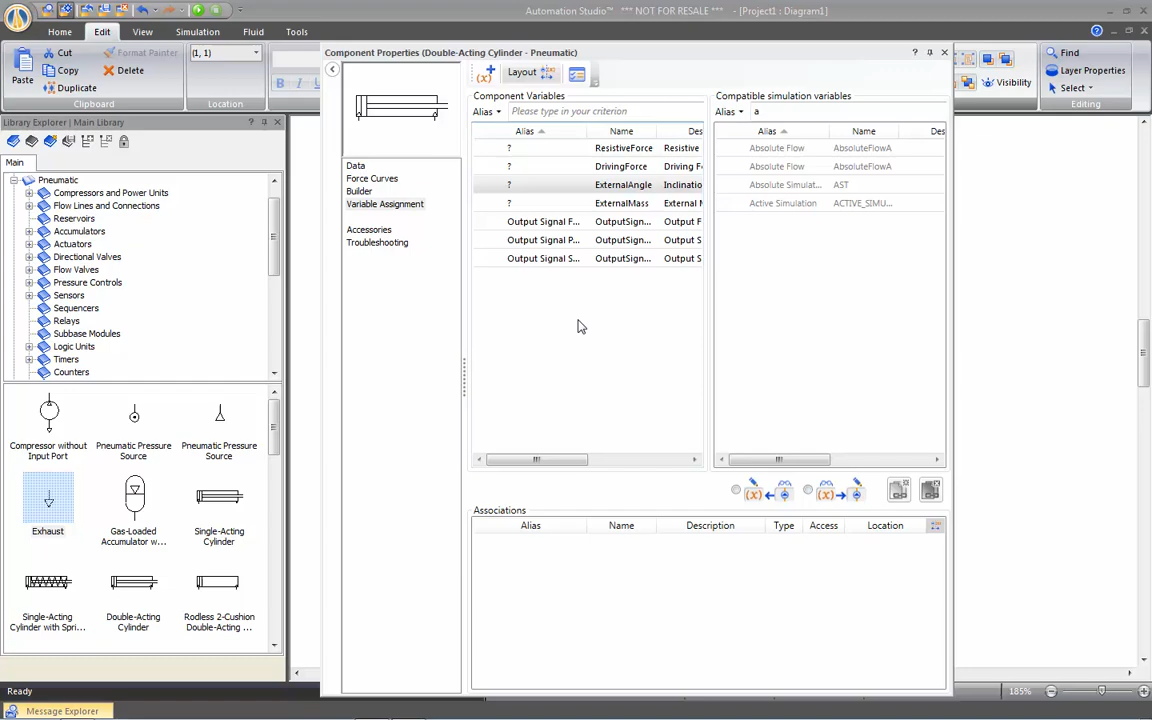 Automation Studio™ *** NOT FOR RESALE *** - [Project1 : Diagram1]
Home Edit View Simulation Fluid Tools
Paste
Cut
Copy
Duplicate
Format Painter
Delete
Clipboard
(1, 1)
Location
B I
Visibility
Find
Layer Properties
Select
Editing
Library Explorer | Main Library
Main
Pneumatic
Compressors and Power Units
Flow Lines and Connections
Reservoirs
Accumulators
Actuators
Directional Valves
Flow Valves
Pressure Controls
Sensors
Sequencers
Relays
Subbase Modules
Logic Units
Timers
Counters
Compressor without Input Port
Pneumatic Pressure Source
Pneumatic Pressure Source
Exhaust
Gas-Loaded Accumulator w...
Single-Acting Cylinder
Single-Acting Cylinder with Spri...
Double-Acting Cylinder
Rodless 2-Cushion Double-Acting ...
Component Properties (Double-Acting Cylinder - Pneumatic)
Data
Force Curves
Builder
Variable Assignment
Accessories
Troubleshooting
(x) Layout
Component Variables
Alias Please type in your criterion
Alias Name Des
? ResistiveForce Resistive
? DrivingForce Driving F
? ExternalAngle Inclinatio
? ExternalMass External M
Output Signal F... OutputSign... Output F
Output Signal P... OutputSign... Output S
Output Signal S... OutputSign... Output S
Compatible simulation variables
Alias a
Alias Name Des
Absolute Flow AbsoluteFlowA
Absolute Flow AbsoluteFlowA
Absolute Simulat... AST
Active Simulation ACTIVE_SIMU...
(x) (x)
Associations
Alias Name Description Type Access Location
Ready
185%
Message Explorer